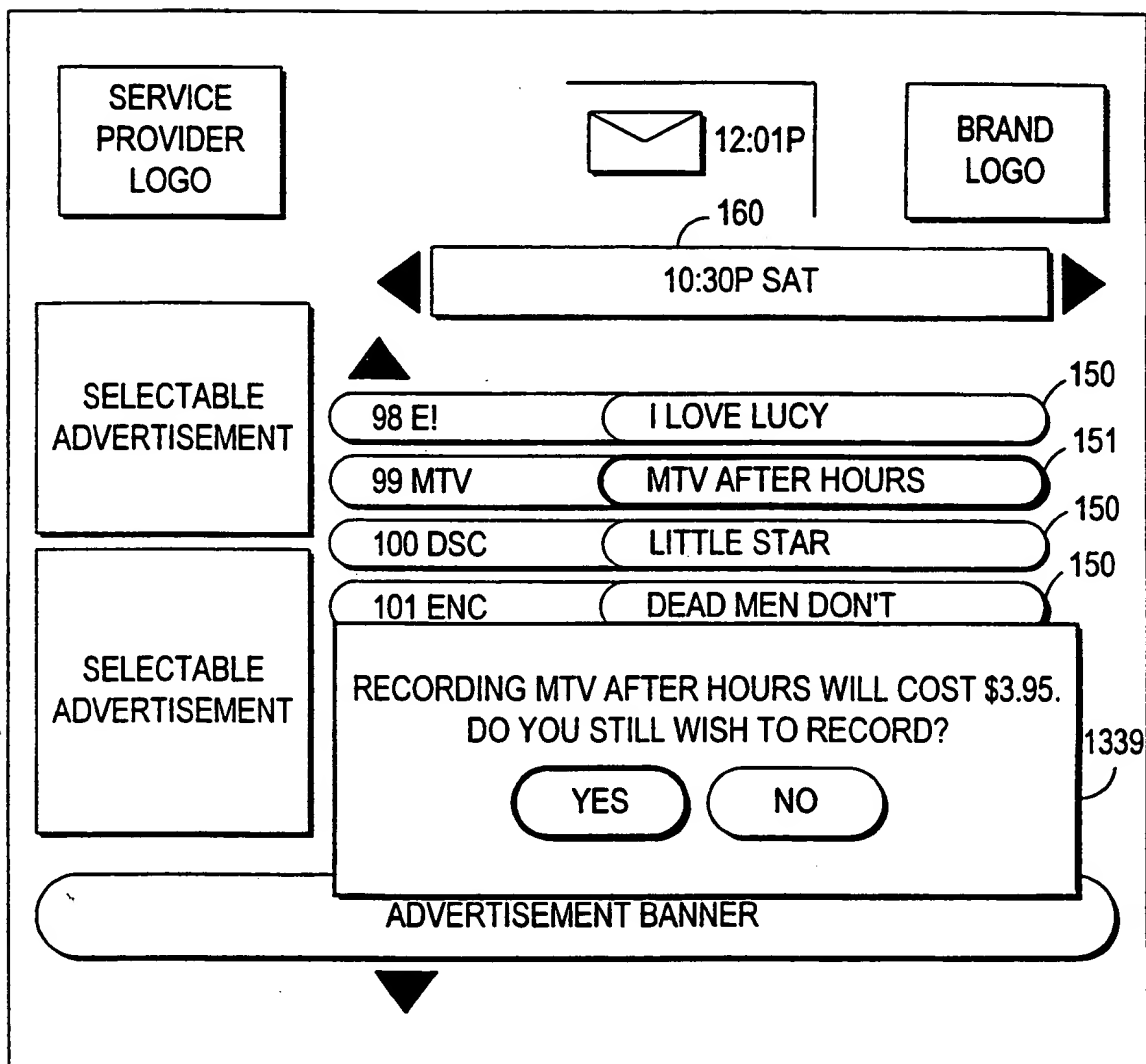 SERVICE
PROVIDER
LOGO
12:01P
BRAND
LOGO
160
10:30P SAT
SELECTABLE
ADVERTISEMENT
150
98 E! I LOVE LUCY
151
99 MTV MTV AFTER HOURS
150
100 DSC LITTLE STAR
150
101 ENC DEAD MEN DON'T
SELECTABLE
ADVERTISEMENT
RECORDING MTV AFTER HOURS WILL COST $3.95.
DO YOU STILL WISH TO RECORD?
1339
YES NO
ADVERTISEMENT BANNER